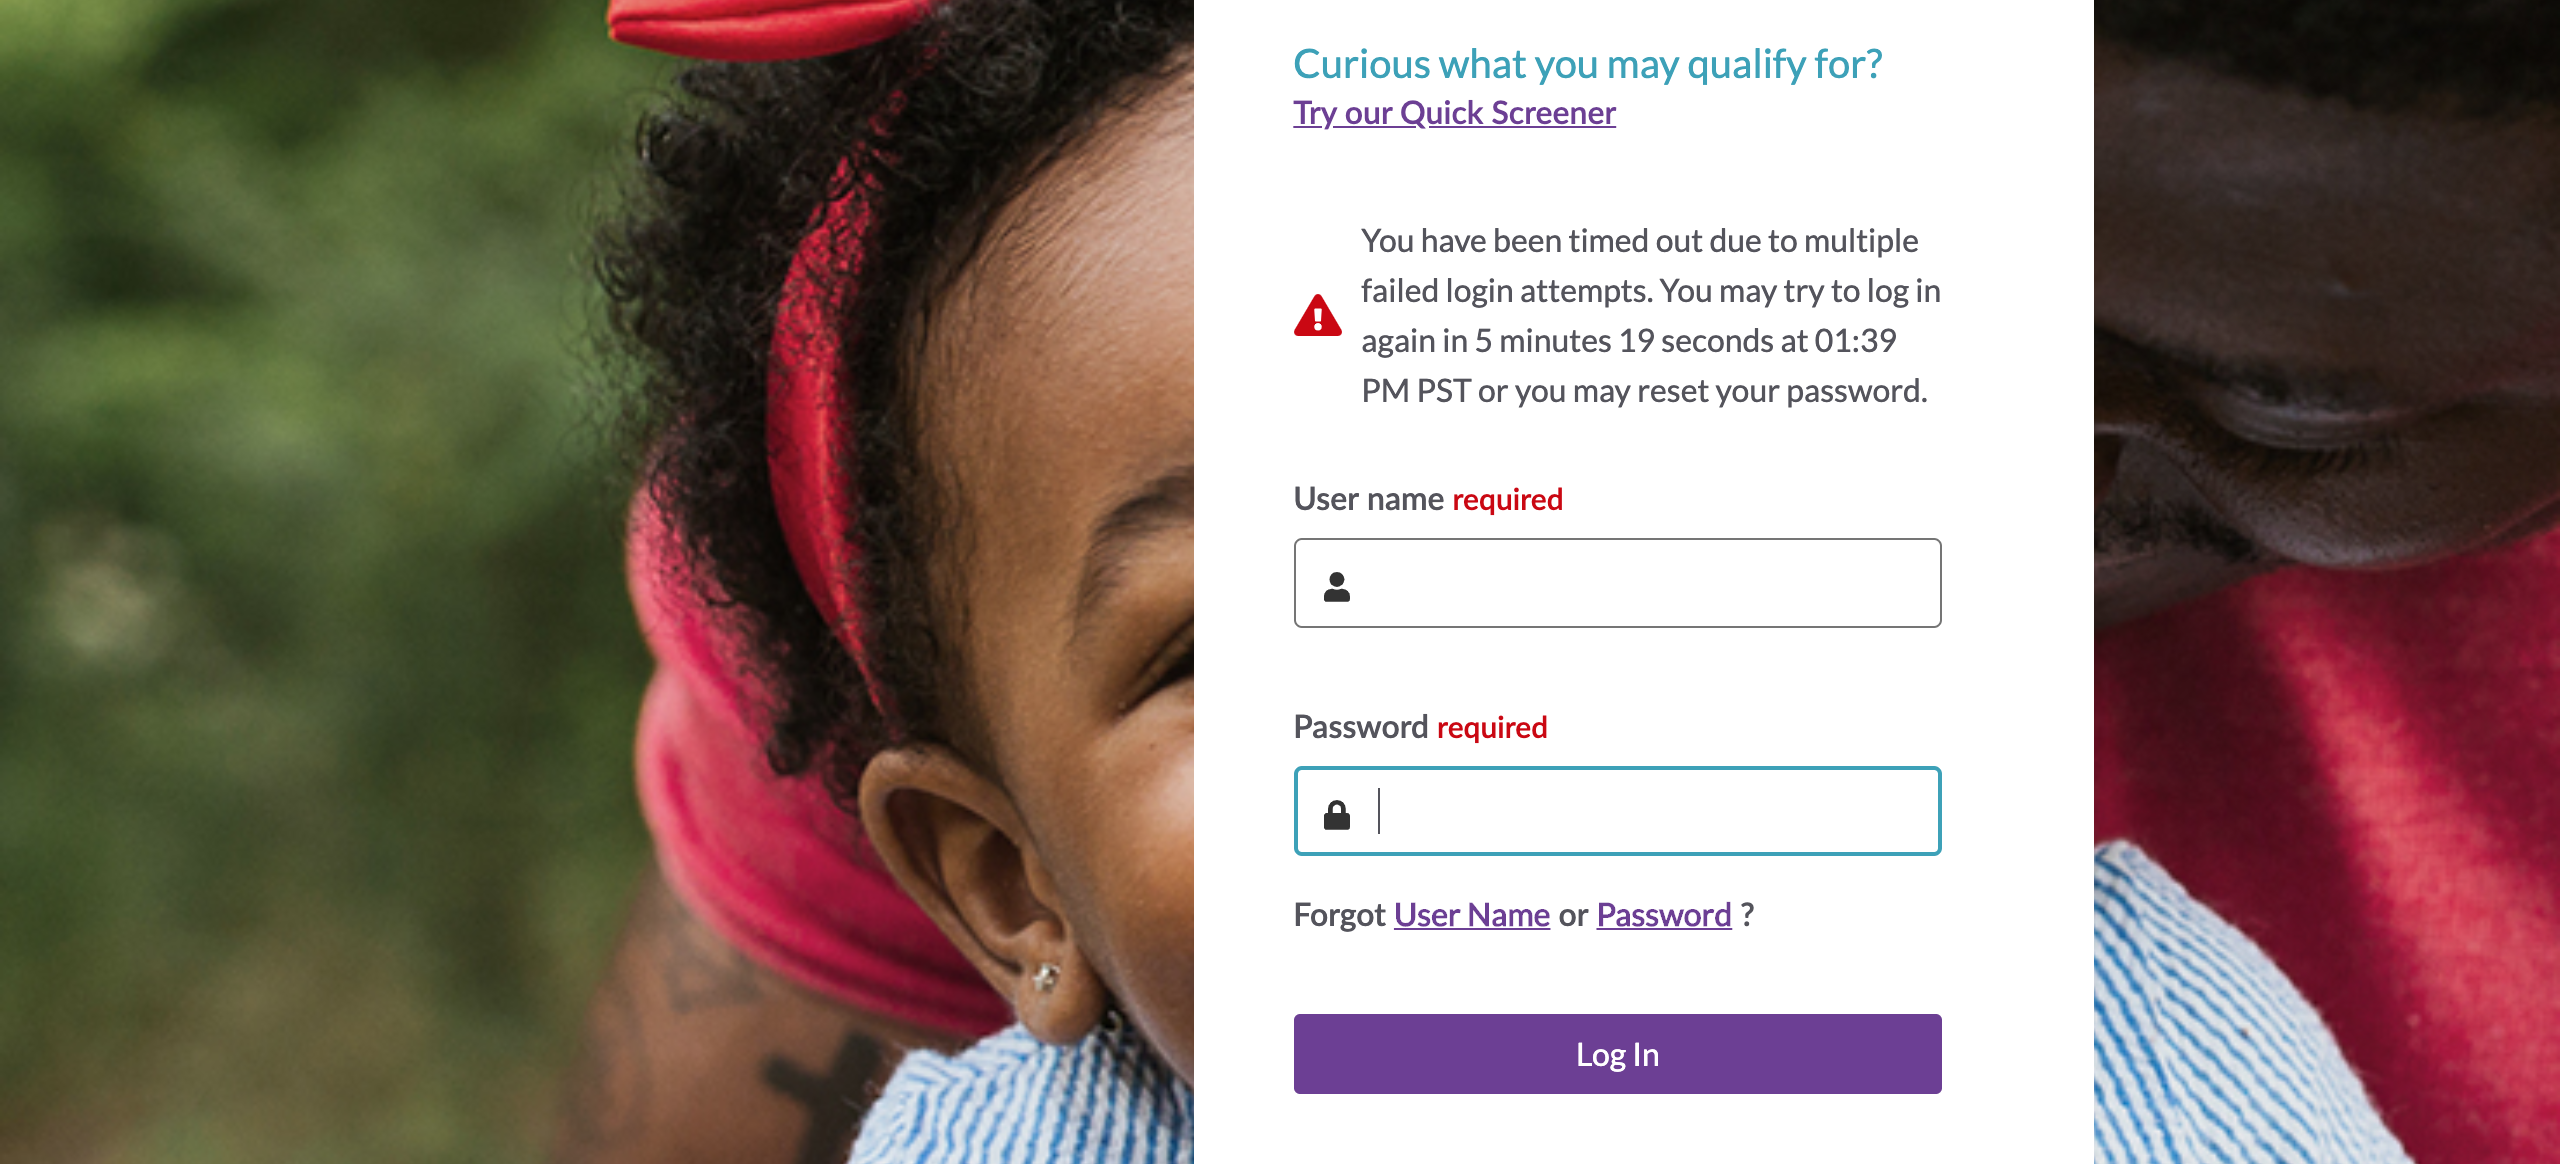 Curious what you may qualify for?
Try our Quick Screener
You have been timed out due to multiple
failed login attempts. You may try to log in
again in 5 minutes 19 seconds at 01:39
PM PST or you may reset your password.
User name required
Password required
Forgot User Name or Password ?
Log In